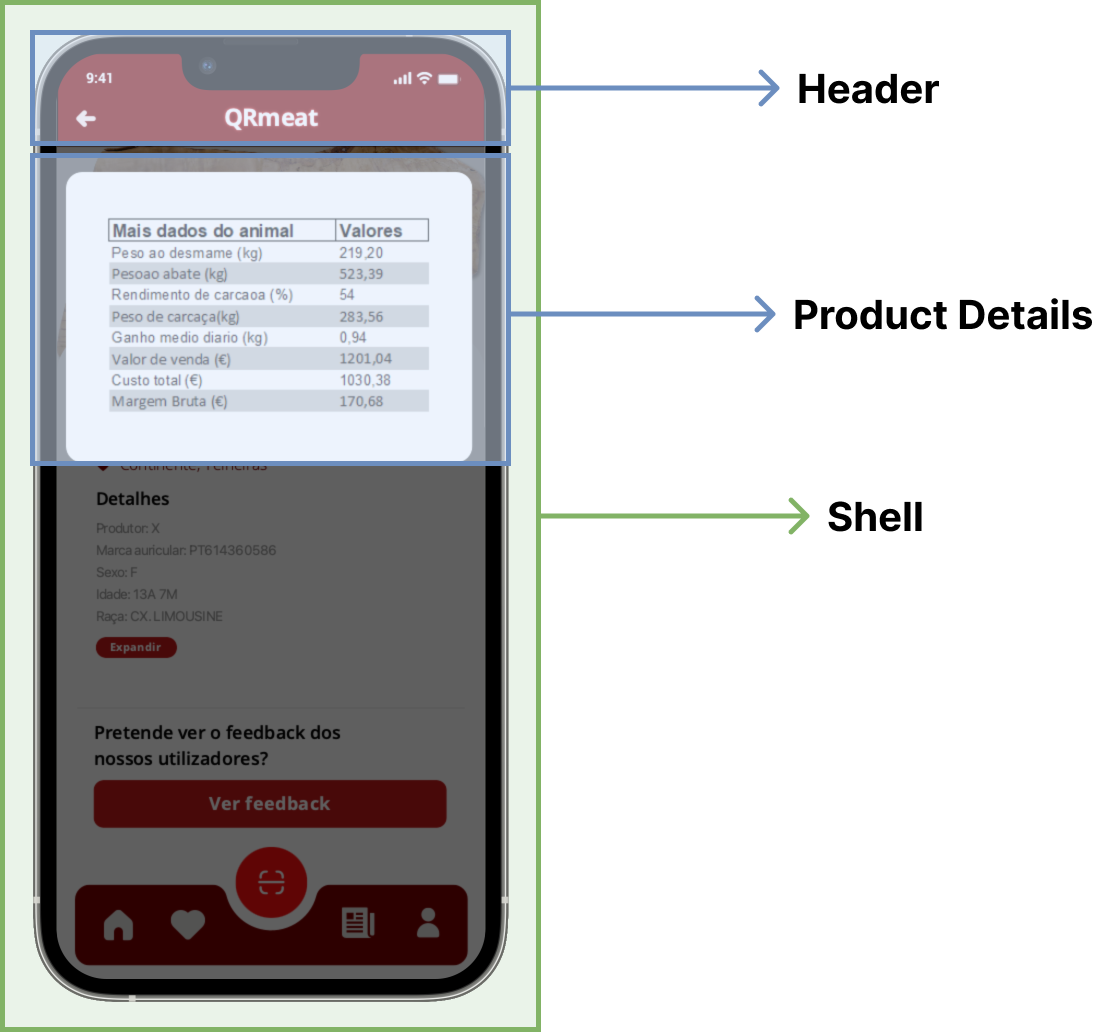 9:41
QRmeat
Header
Mais dados do animal Valores
Peso ao desmame (kg) 219,20
Pesoao abate (kg) 523,39
Rendimento de carcaoa (%) 54
Peso de carcaça(kg) 283,56
Ganho medio diario (kg) 0,94
Valor de venda (€) 1201,04
Custo total (€) 1030,38
Margem Bruta (€) 170,68
Product Details
Continente, Telheiras
Detalhes
Produtor: X
Marca auricular: PT614360586
Sexo: F
Idade: 13A 7M
Raça: CX. LIMOUSINE
Expandir
Shell
Pretende ver o feedback dos
nossos utilizadores?
Ver feedback